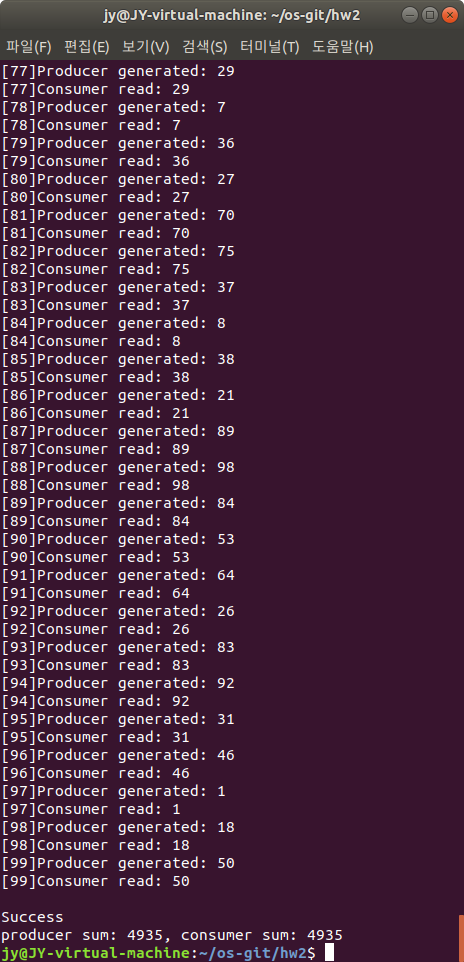 jy@JY-virtual-machine: ~/os-git/hw2
파일(F) 편집(E) 보기(V) 검색(S) 터미널(T) 도움말(H)
[77]Producer generated: 29
[77]Consumer read: 29
[78]Producer generated: 7
[78]Consumer read: 7
[79]Producer generated: 36
[79]Consumer read: 36
[80]Producer generated: 27
[80]Consumer read: 27
[81]Producer generated: 70
[81]Consumer read: 70
[82]Producer generated: 75
[82]Consumer read: 75
[83]Producer generated: 37
[83]Consumer read: 37
[84]Producer generated: 8
[84]Consumer read: 8
[85]Producer generated: 38
[85]Consumer read: 38
[86]Producer generated: 21
[86]Consumer read: 21
[87]Producer generated: 89
[87]Consumer read: 89
[88]Producer generated: 98
[88]Consumer read: 98
[89]Producer generated: 84
[89]Consumer read: 84
[90]Producer generated: 53
[90]Consumer read: 53
[91]Producer generated: 64
[91]Consumer read: 64
[92]Producer generated: 26
[92]Consumer read: 26
[93]Producer generated: 83
[93]Consumer read: 83
[94]Producer generated: 92
[94]Consumer read: 92
[95]Producer generated: 31
[95]Consumer read: 31
[96]Producer generated: 46
[96]Consumer read: 46
[97]Producer generated: 1
[97]Consumer read: 1
[98]Producer generated: 18
[98]Consumer read: 18
[99]Producer generated: 50
[99]Consumer read: 50
Success
producer sum: 4935, consumer sum: 4935
jy@JY-virtual-machine:~/os-git/hw2$